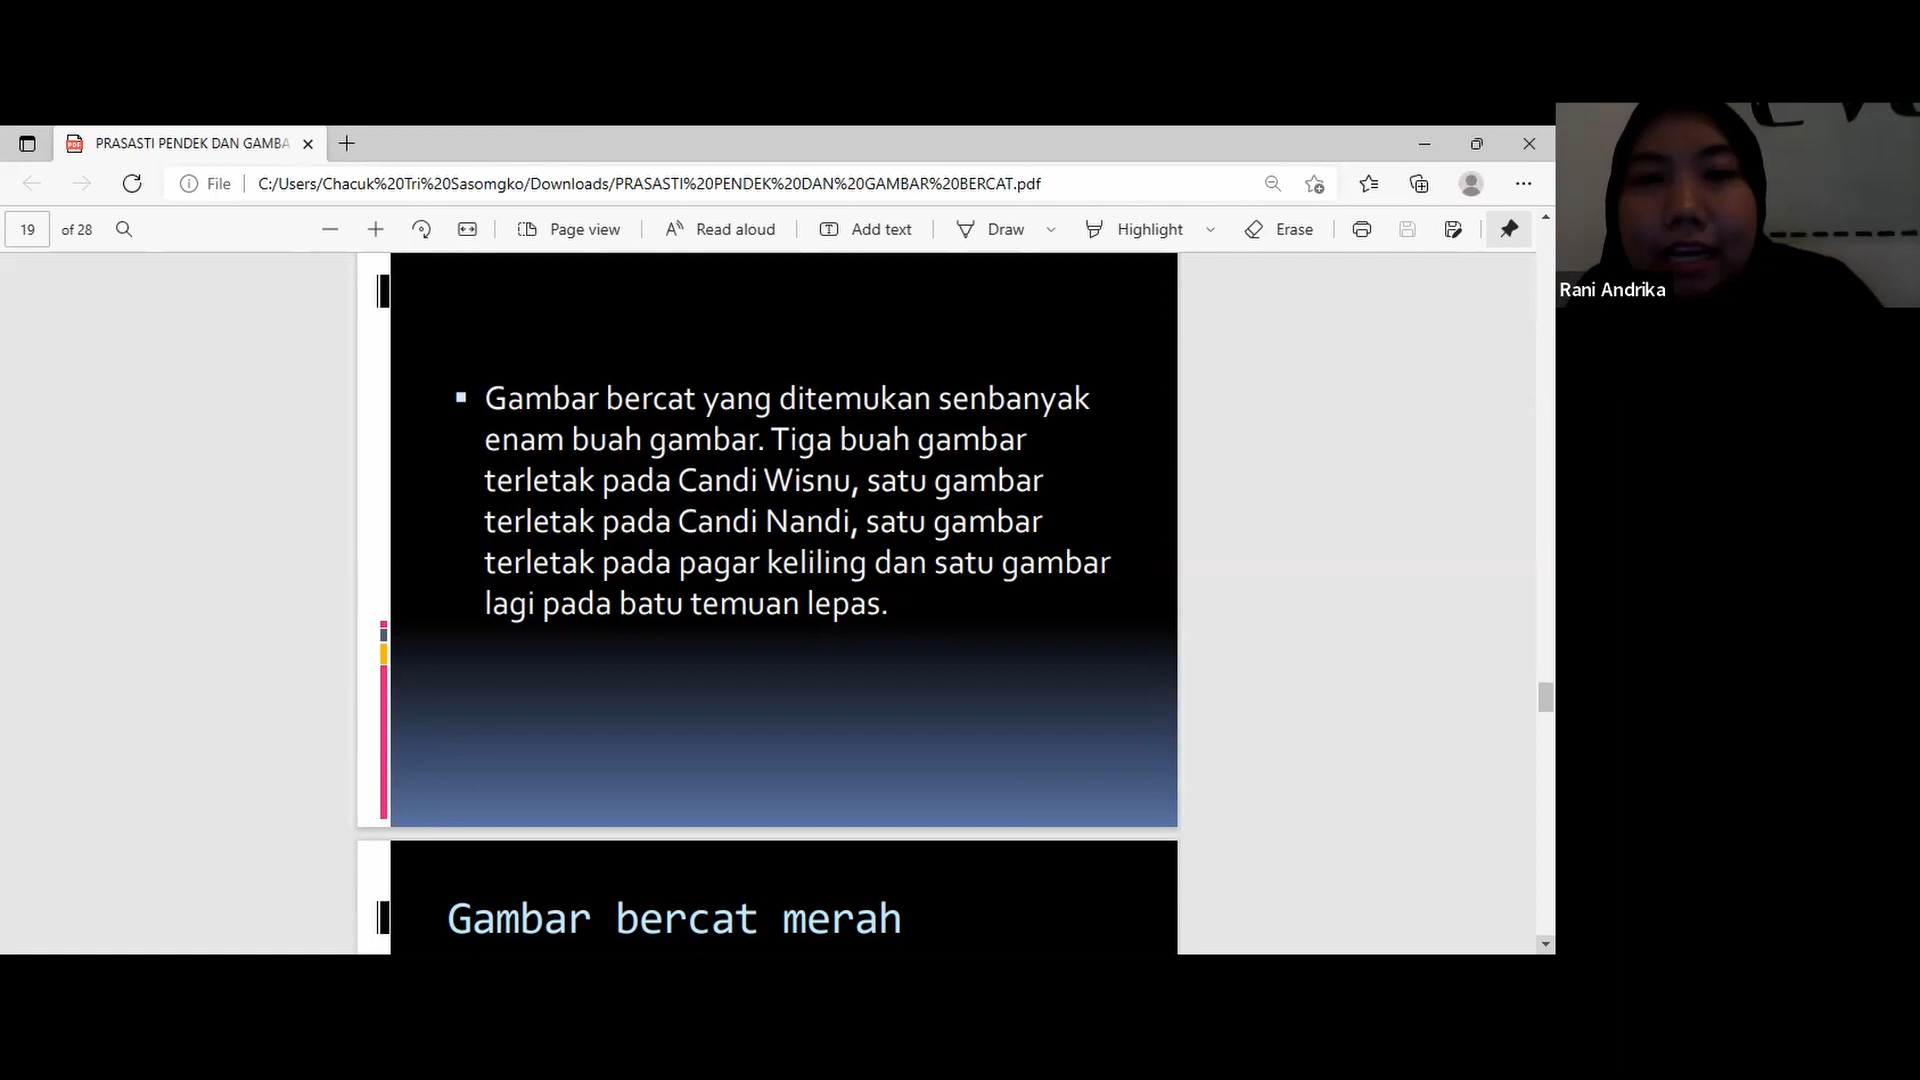 PRASASTI PENDEK DAN GAMBA
File
C:/Users/Chacuk%20Tri%20Sasomgko/Downloads/PRASASTI%20PENDEK%20DAN%20GAMBAR%20BERCAT.pdf
19 of 28
Page view
Read aloud
Add text
Draw
Highlight
Erase
Rani Andrika
Gambar bercat yang ditemukan senbanyak
enam buah gambar. Tiga buah gambar
terletak pada Candi Wisnu, satu gambar
terletak pada Candi Nandi, satu gambar
terletak pada pagar keliling dan satu gambar
lagi pada batu temuan lepas.
Gambar bercat merah